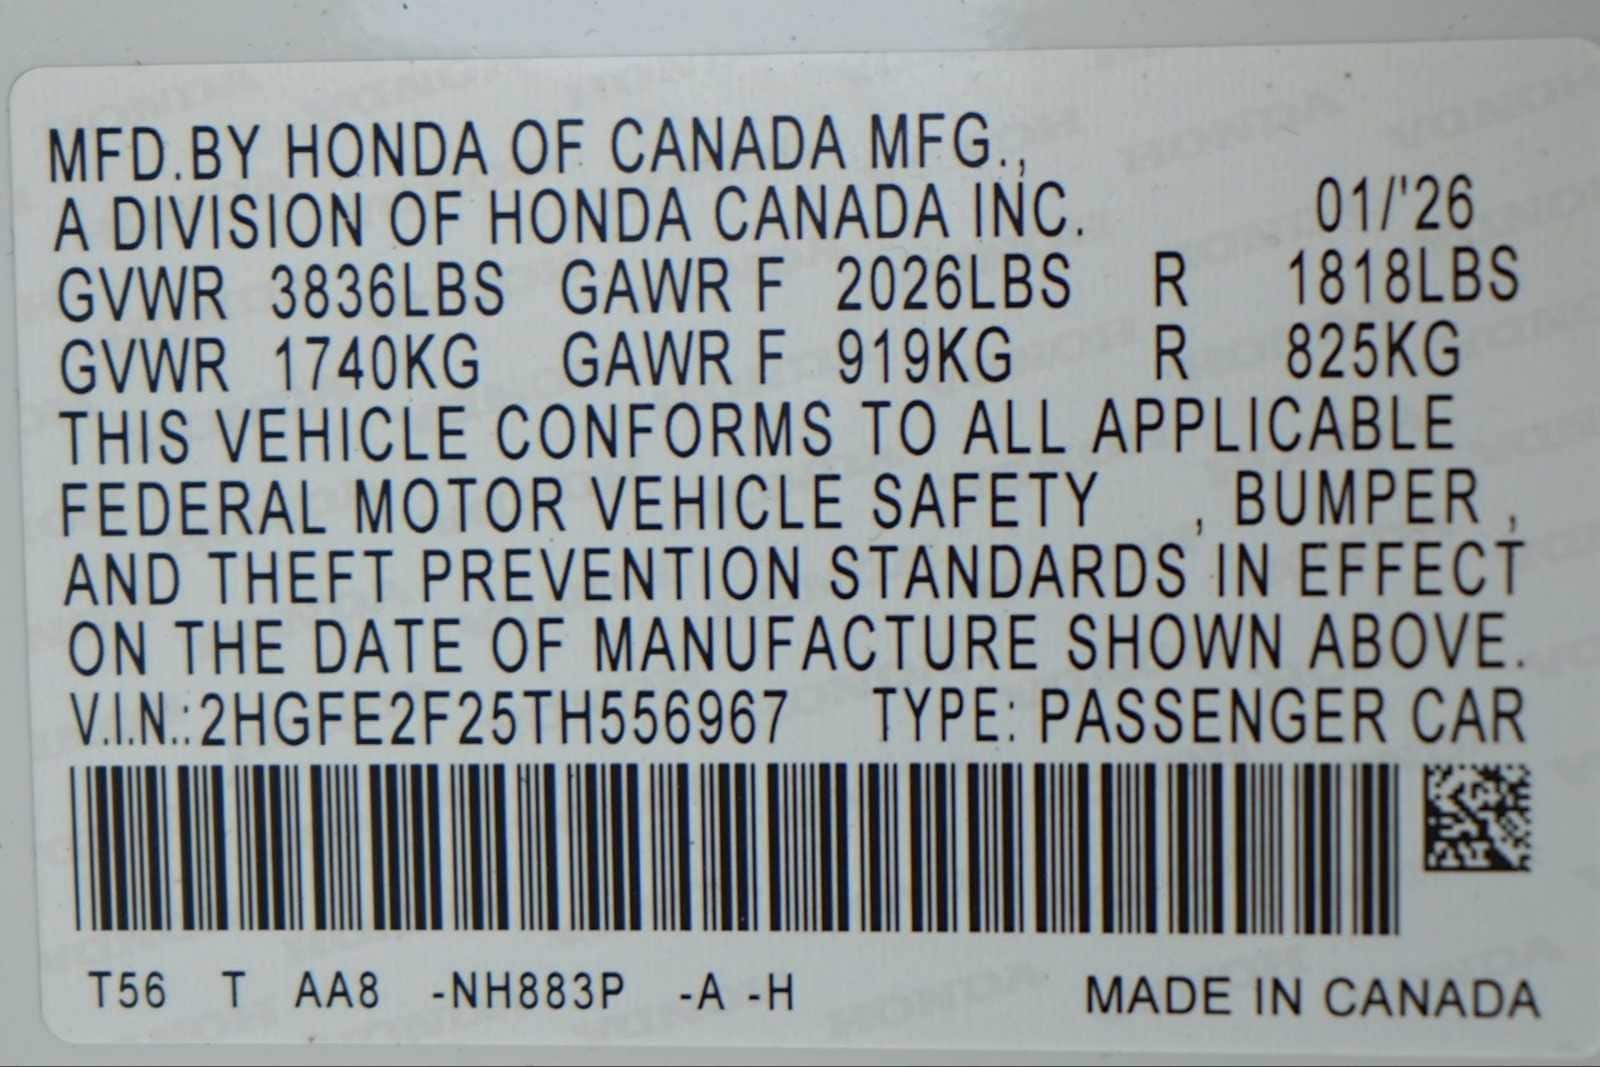 MFD.BY HONDA OF CANADA MFG.,
A DIVISION OF HONDA CANADA INC. 01/'26
GVWR 3836LBS GAWR F 2026LBS R 1818LBS
GVWR 1740KG GAWR F 919KG R 825KG
THIS VEHICLE CONFORMS TO ALL APPLICABLE
FEDERAL MOTOR VEHICLE SAFETY , BUMPER ,
AND THEFT PREVENTION STANDARDS IN EFFECT
ON THE DATE OF MANUFACTURE SHOWN ABOVE.
V.I.N.:2HGFE2F25TH556967 TYPE: PASSENGER CAR
T56 T AA8 -NH883P -A -H MADE IN CANADA